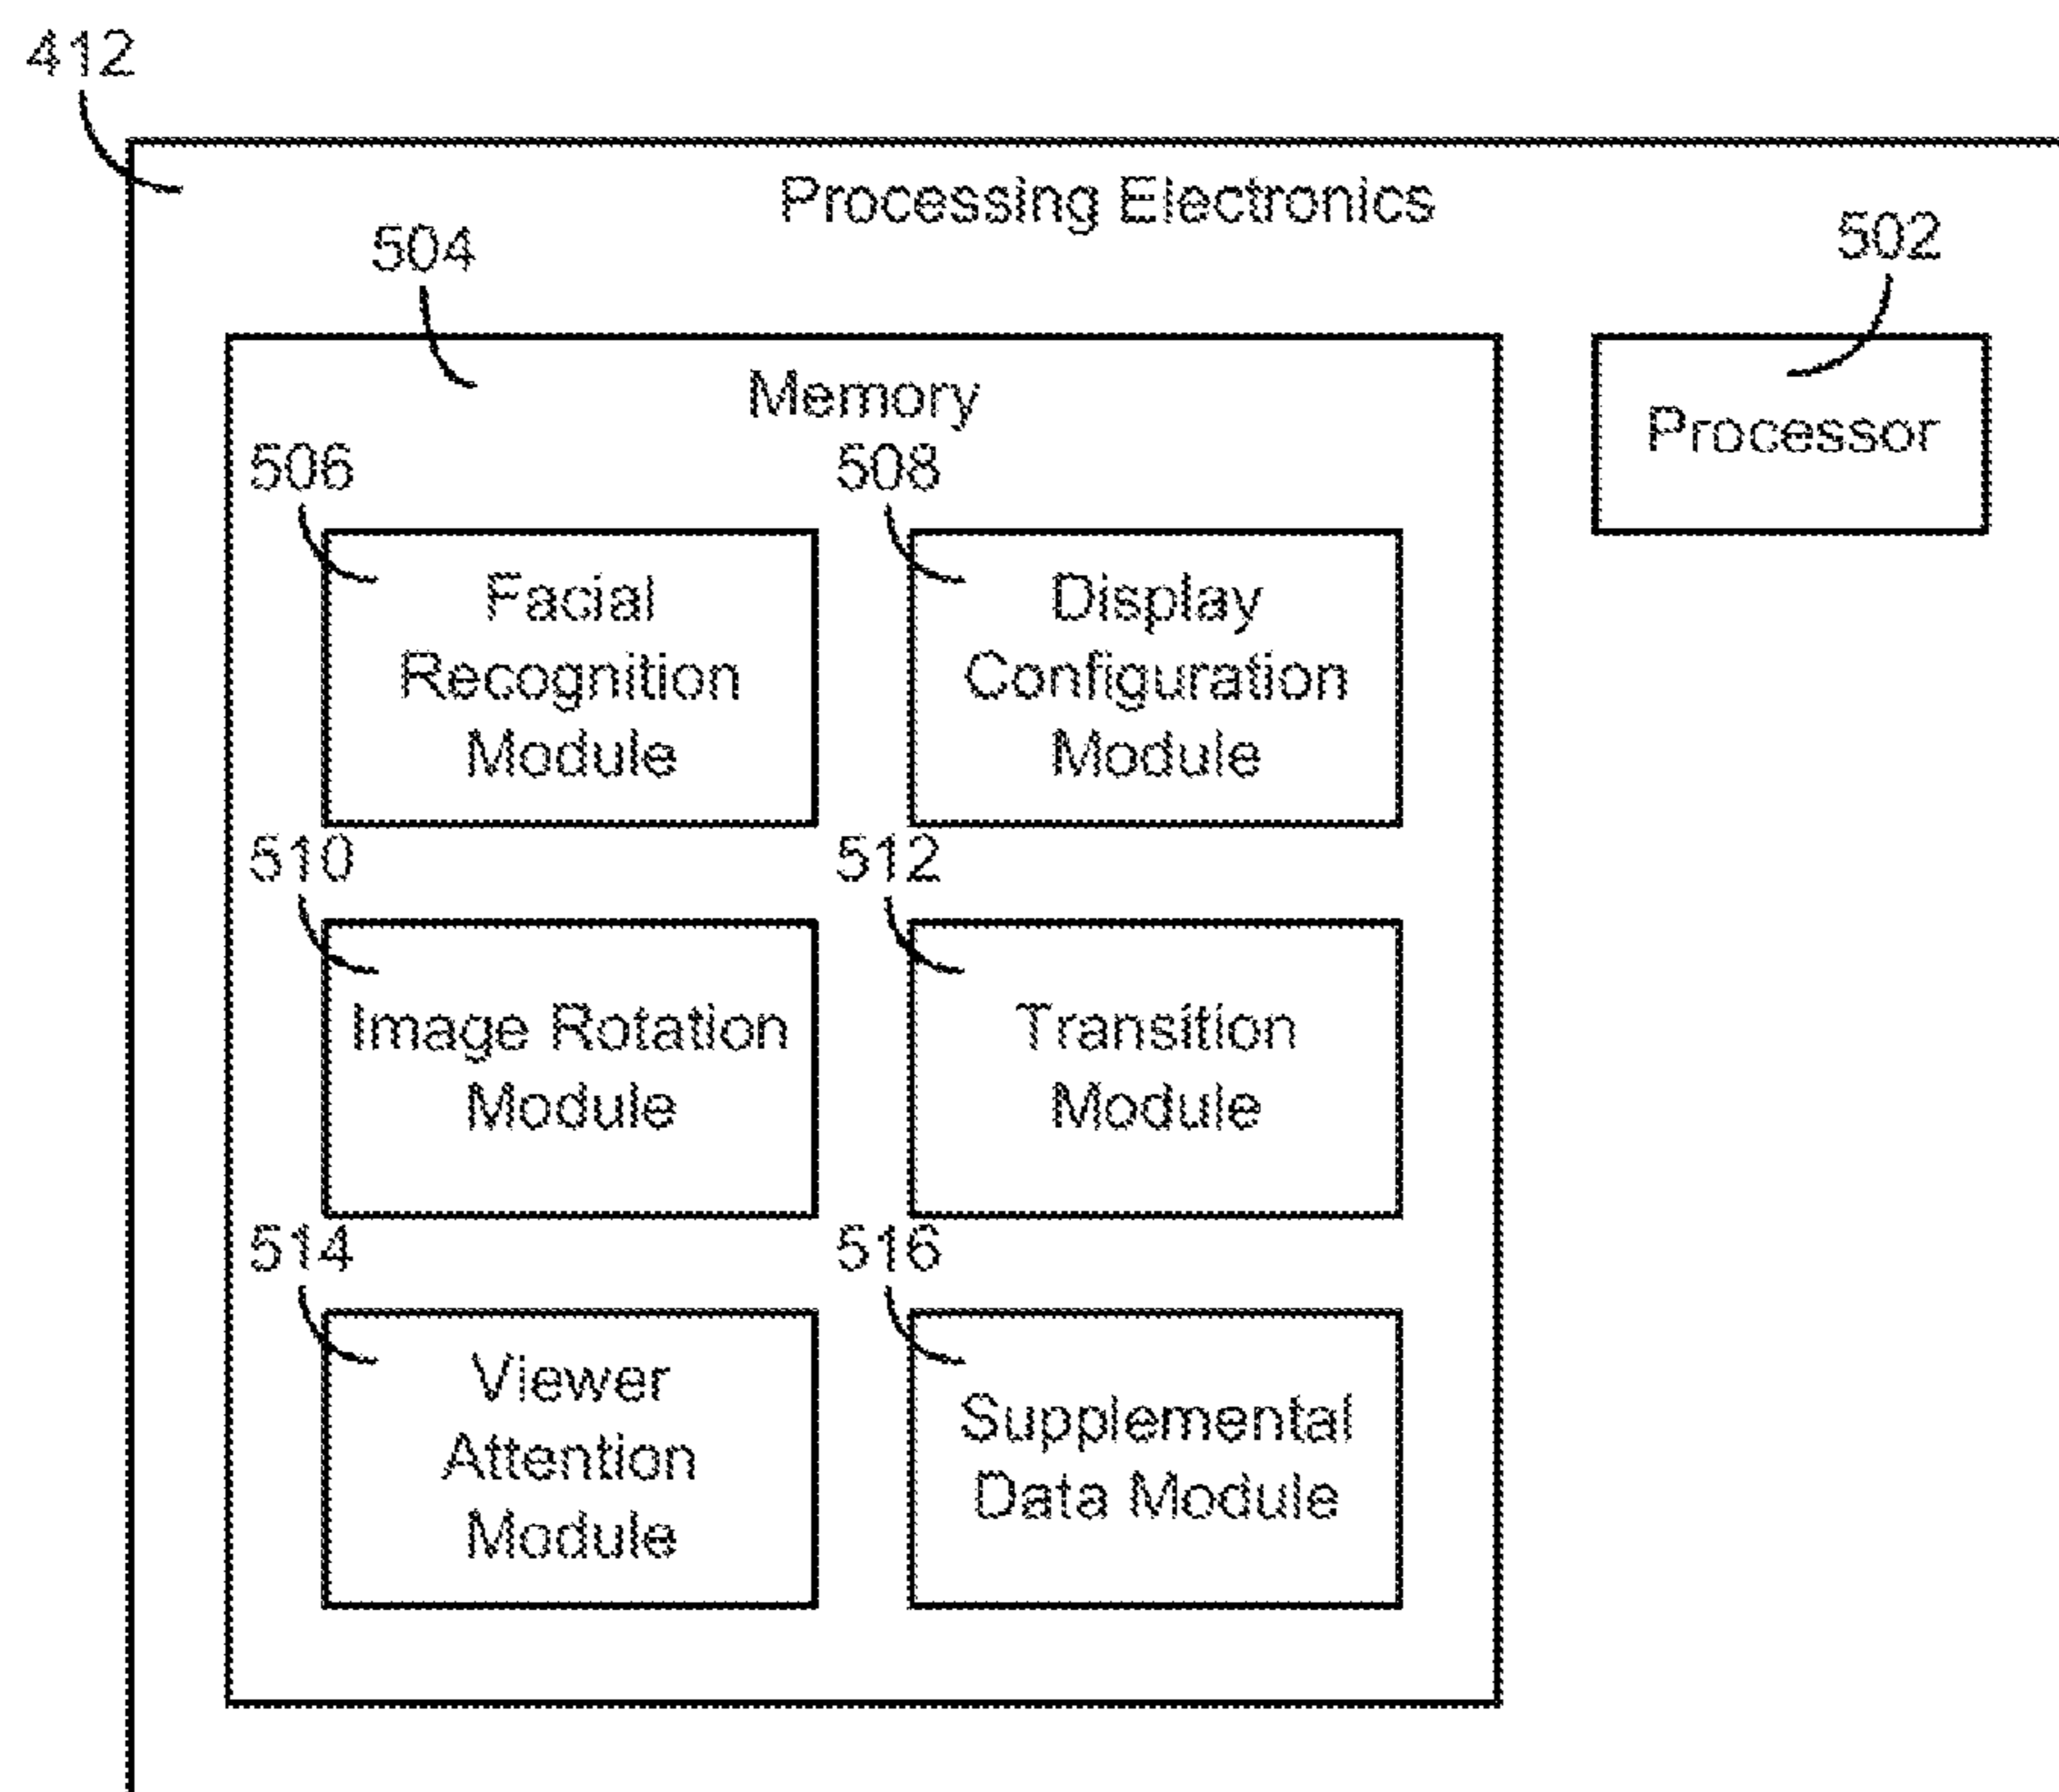 412
Processing Electronics
504
502
Memory
Processor
506
508
Facial
Recognition
Module
Display
Configuration
Module
510
512
Image Rotation
Module
Transition
Module
514
516
Viewer
Attention
Module
Supplemental
Data Module